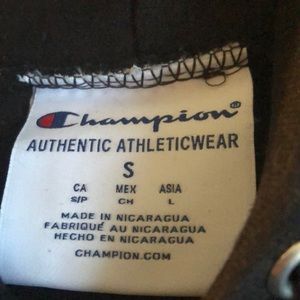 Champion®
AUTHENTIC ATHLETICWEAR
S
CA MEX ASIA
S/P CH L
MADE IN NICARAGUA
FABRIQUÉ AU NICARAGUA
HECHO EN NICARAGUA
CHAMPION.COM